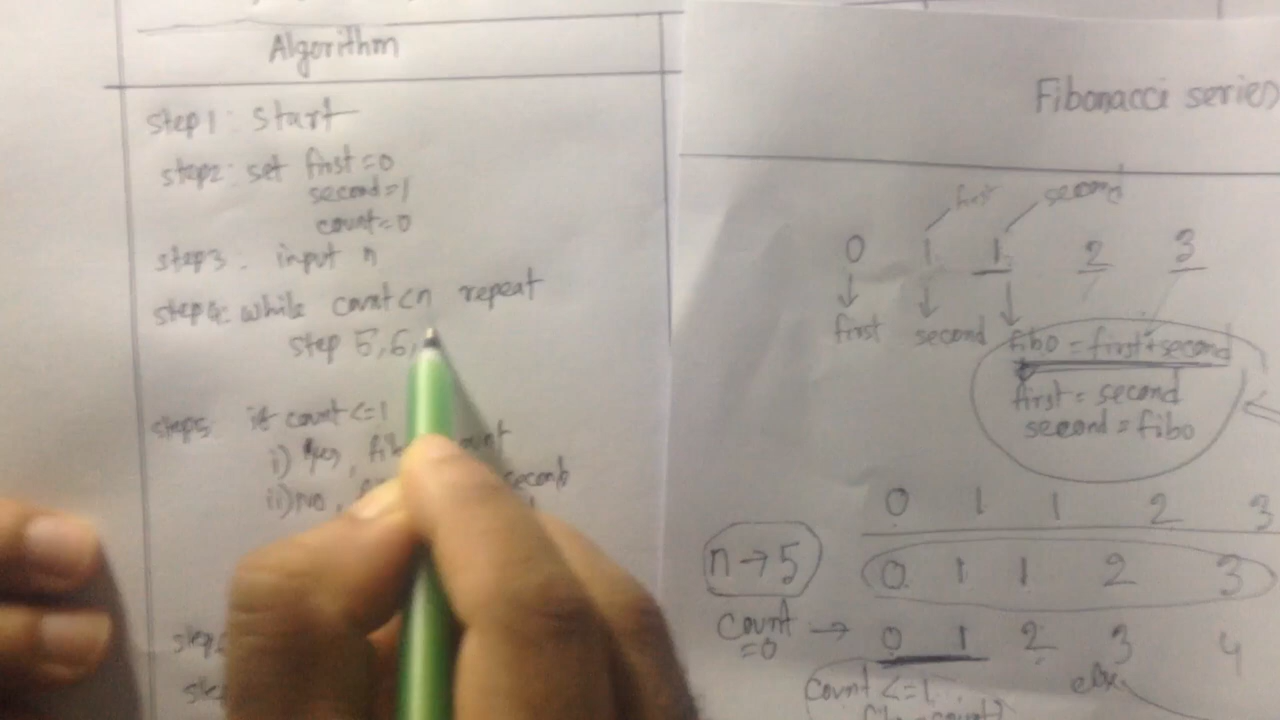 Algorithm
step1: start
step2: set first=0
second=1
count=0
step3. input n
step4: while count<n repeat
step 5,6,
step5: if count<=1
i) yes,
ii) No,
second
step
Fibonacci series
first second
0 1 1 2 3
first second fibo = first+second
first = second
second = fibo
0 1 1 2 3
n→5 0 1 1 2 3
count → 0 1 2 3 4
=0
count<=1 else